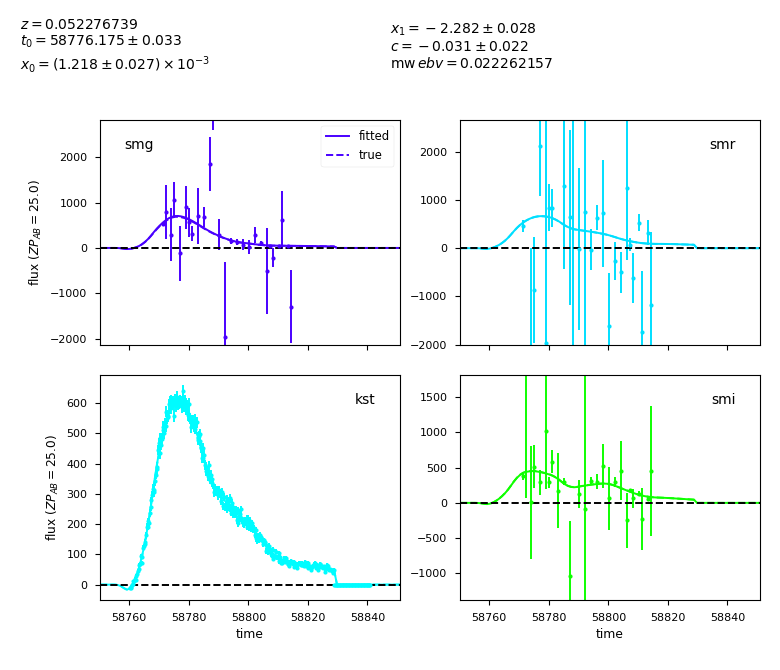 z = 0.052276739
t₀ = 58776.175 ± 0.033
x₀ = (1.218 ± 0.027) × 10⁻³
x₁ = −2.282 ± 0.028
c = −0.031 ± 0.022
mw ebv = 0.022262157
smg
fitted
true
2000
1000
0
−1000
−2000
flux (ZP_AB = 25.0)
smr
2000
1000
0
−1000
−2000
kst
600
500
400
300
200
100
0
flux (ZP_AB = 25.0)
58760 58780 58800 58820 58840
time
smi
1500
1000
500
0
−500
−1000
58760 58780 58800 58820 58840
time